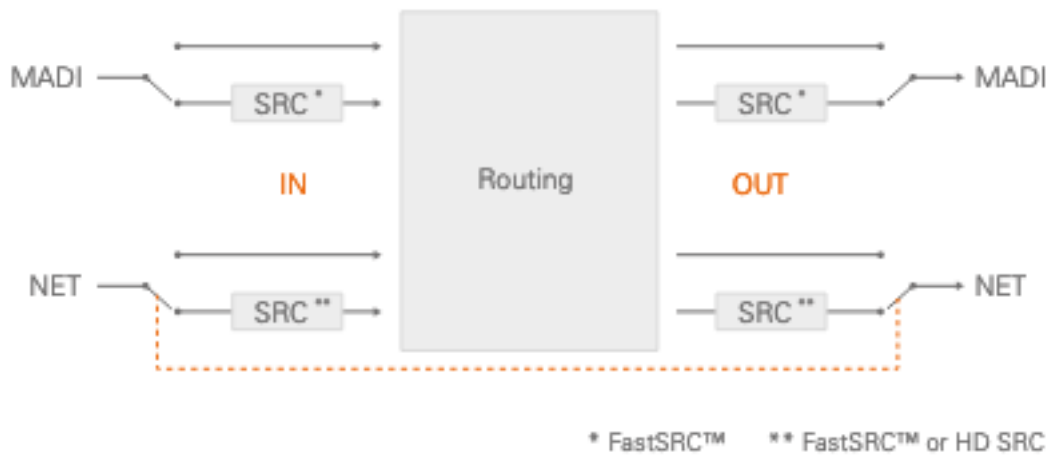 MADI
SRC *
SRC *
MADI
IN
Routing
OUT
NET
SRC **
SRC **
NET
* FastSRC™ ** FastSRC™ or HD SRC